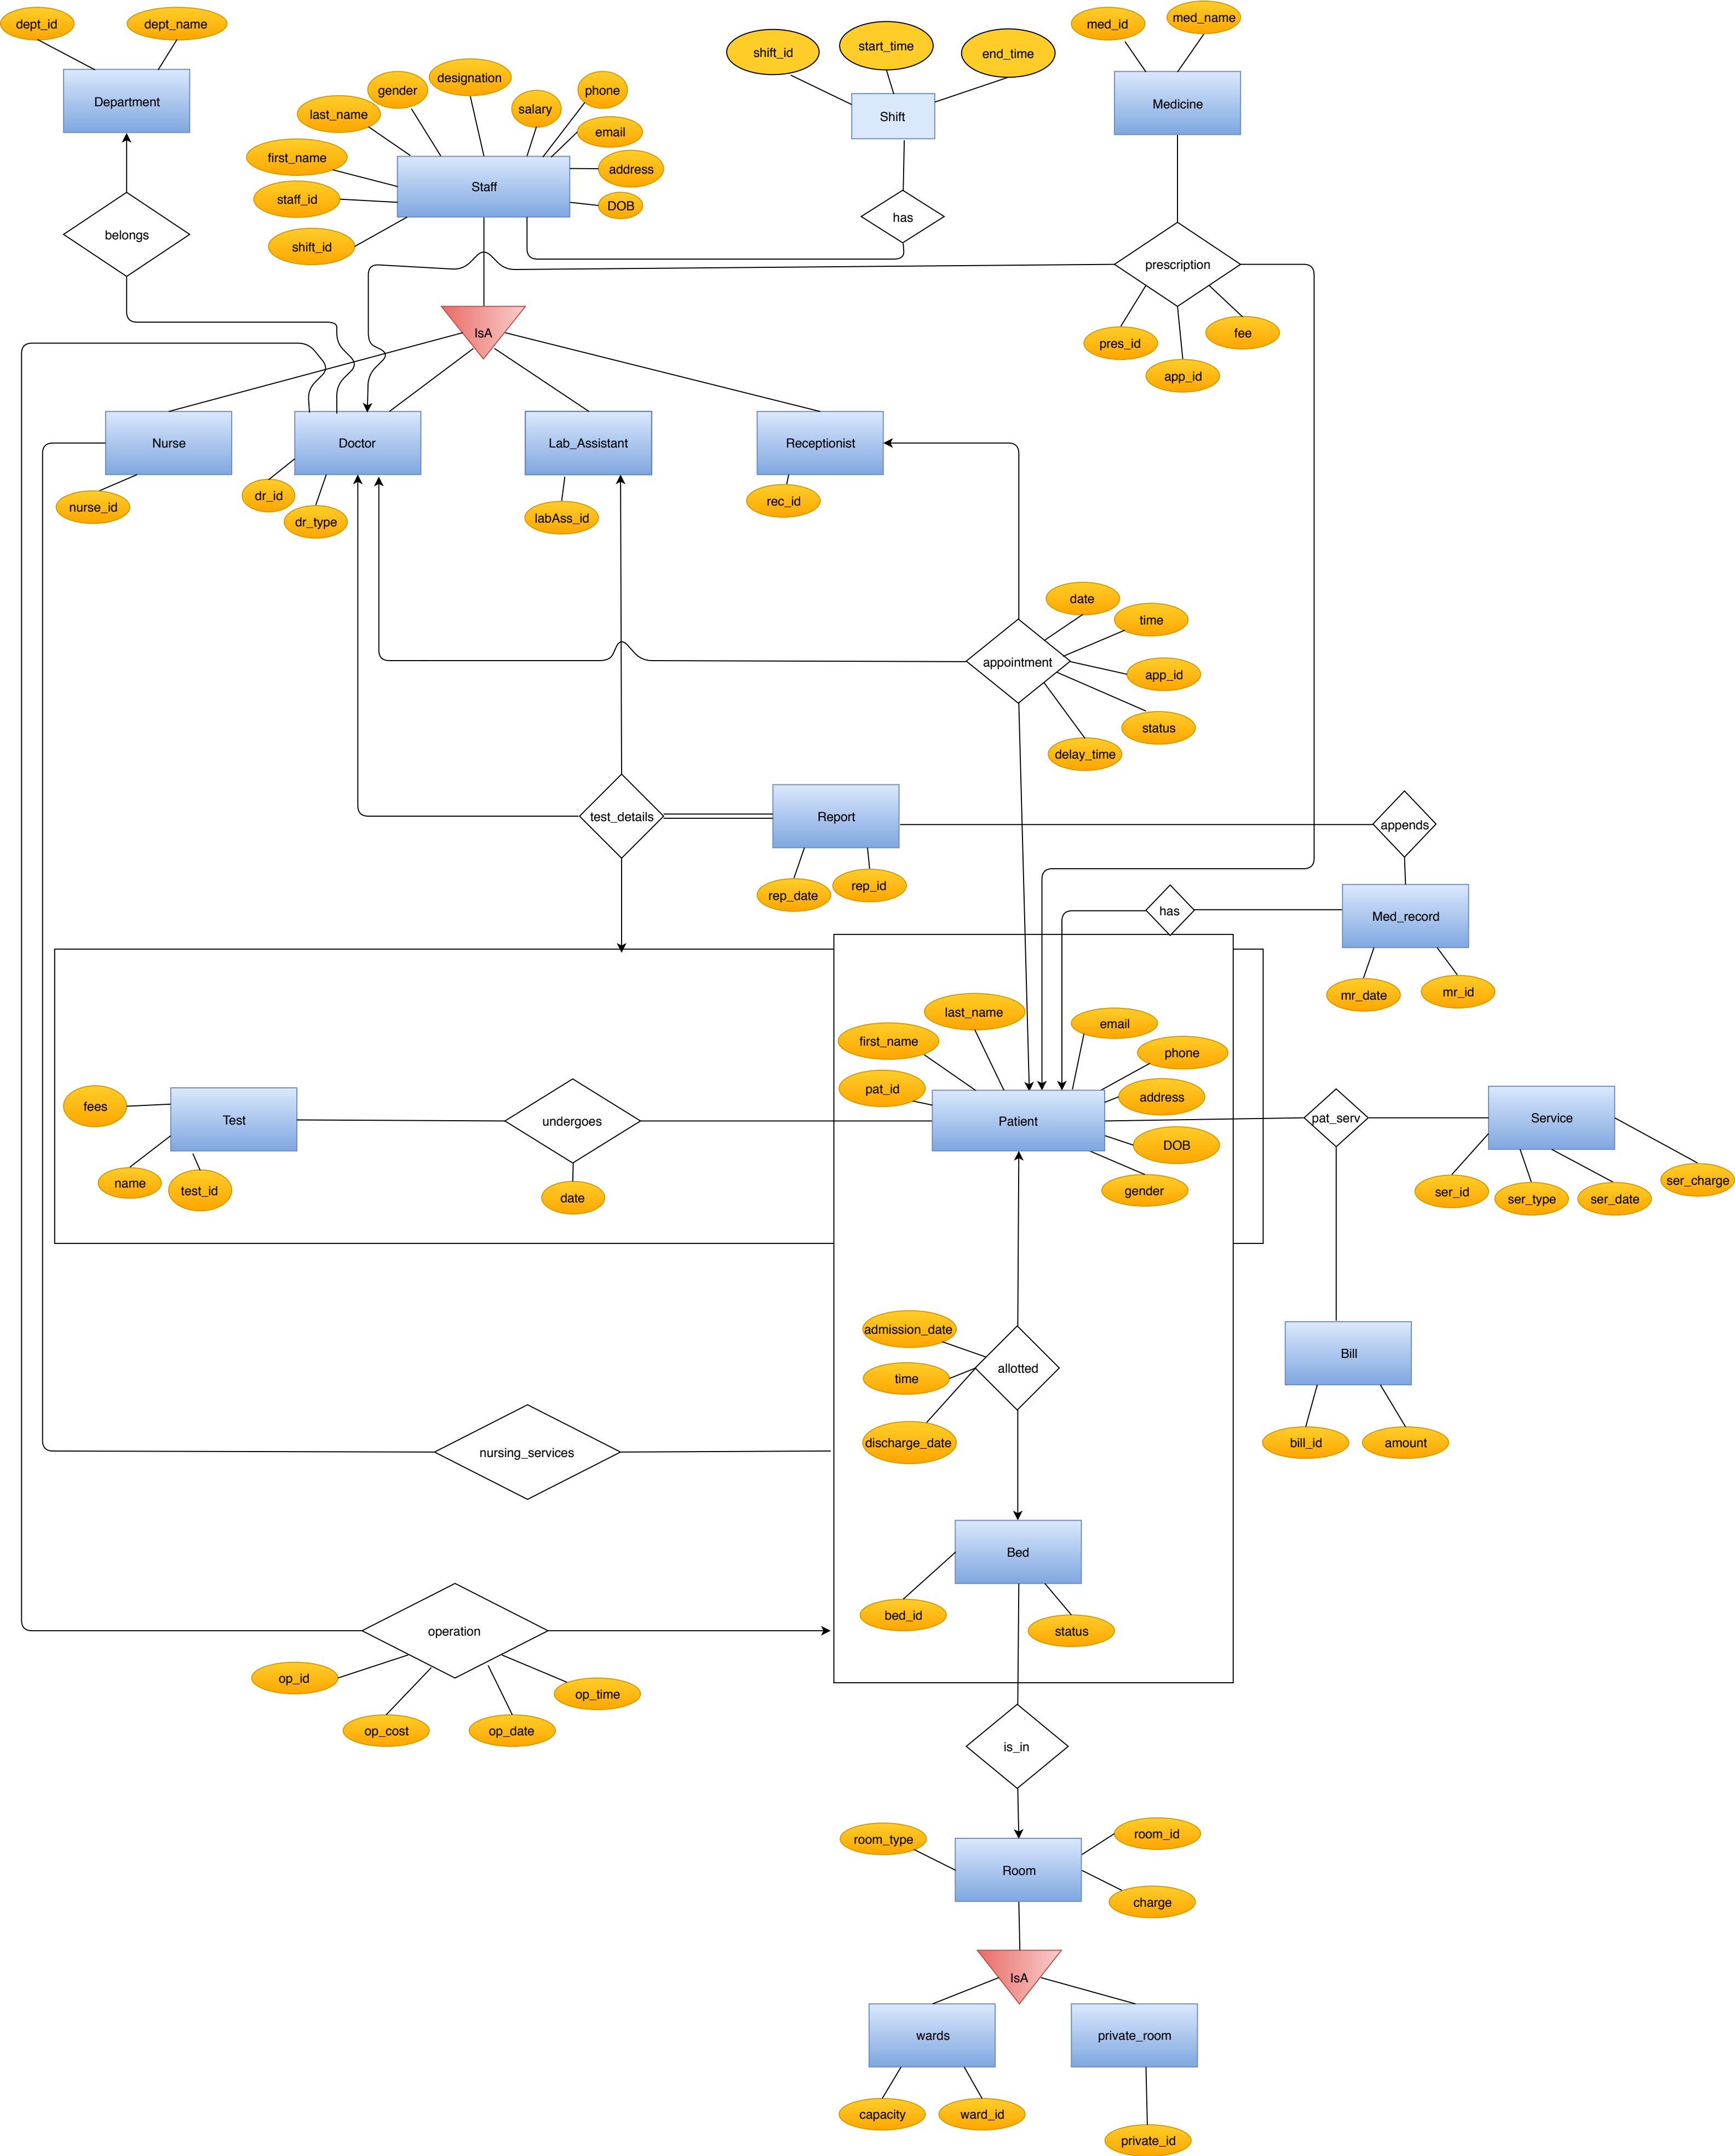 dept_id
dept_name
Department
belongs
shift_id
start_time
end_time
Shift
has
med_id
med_name
Medicine
prescription
pres_id
app_id
fee
designation
gender
phone
salary
last_name
email
first_name
address
Staff
staff_id
DOB
shift_id
IsA
Nurse
nurse_id
Doctor
dr_id
dr_type
Lab_Assistant
labAss_id
Receptionist
rec_id
date
time
appointment
app_id
status
delay_time
test_details
Report
rep_date
rep_id
appends
has
Med_record
mr_date
mr_id
last_name
email
first_name
phone
pat_id
address
Patient
DOB
gender
fees
Test
name
test_id
undergoes
date
pat_serv
Service
ser_id
ser_type
ser_date
ser_charge
Bill
bill_id
amount
admission_date
time
allotted
discharge_date
nursing_services
Bed
bed_id
status
operation
op_id
op_cost
op_date
op_time
is_in
room_type
room_id
Room
charge
IsA
wards
private_room
capacity
ward_id
private_id